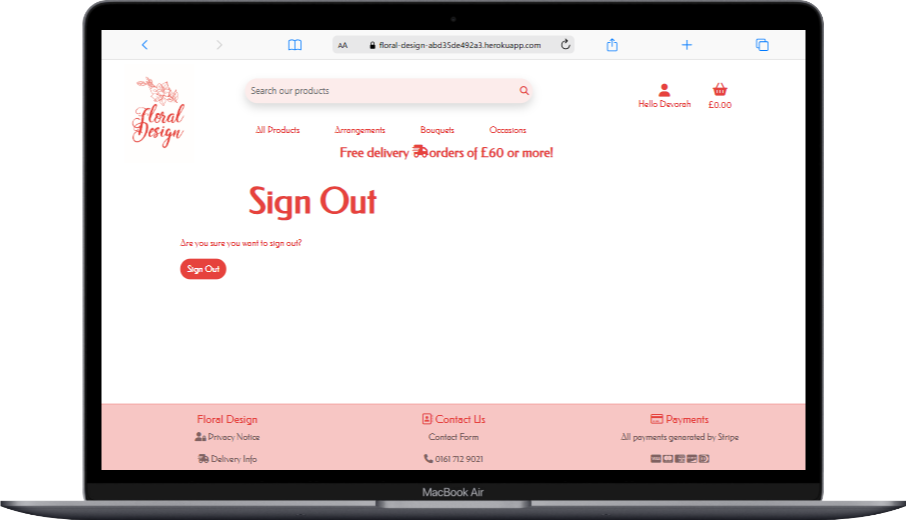 AA floral-design-abd35de492a3.herokuapp.com
Floral
Design
Search our products
Hello Devorah
£0.00
All Products Arrangements Bouquets Occasions
Free delivery orders of £60 or more!
Sign Out
Are you sure you want to sign out?
Sign Out
Floral Design Contact Us Payments
Privacy Notice Contact Form All payments generated by Stripe
Delivery Info 0161 712 9021
MacBook Air